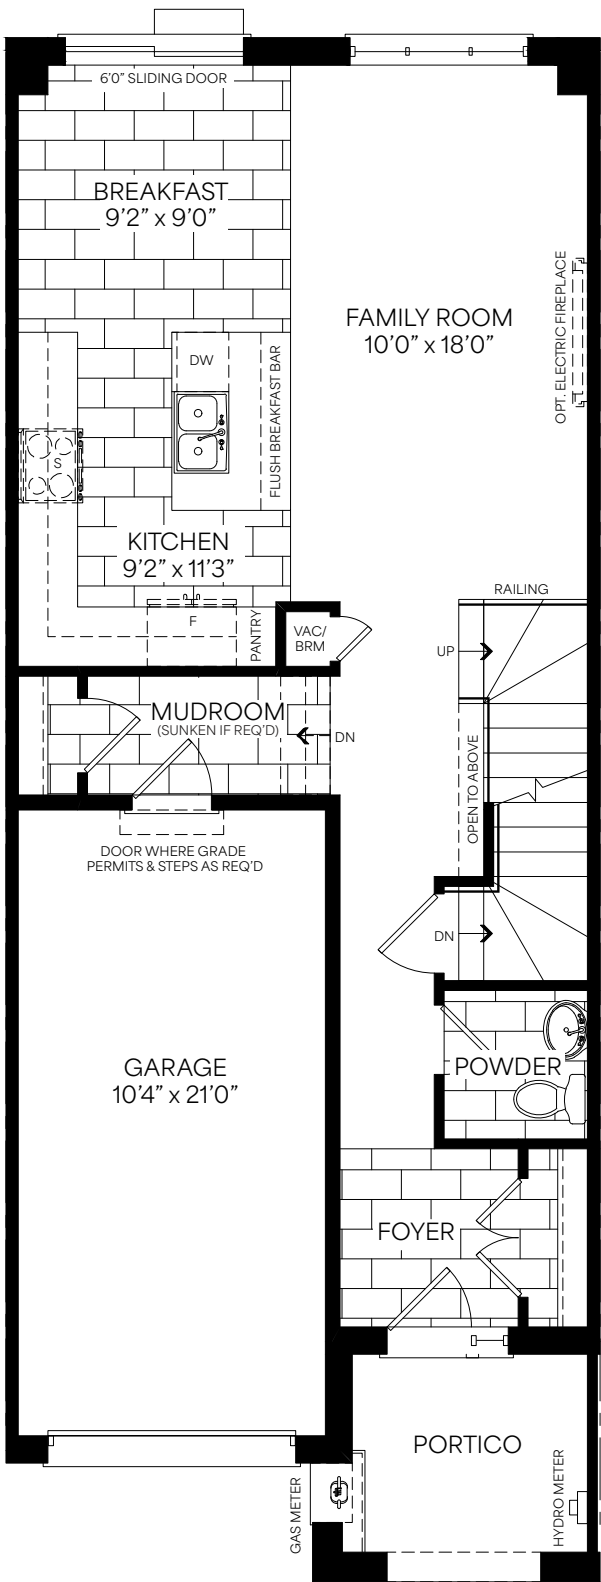 6'0" SLIDING DOOR
BREAKFAST
9'2" x 9'0"
FAMILY ROOM
10'0" x 18'0"
OPT. ELECTRIC FIREPLACE
DW
FLUSH BREAKFAST BAR
S
KITCHEN
9'2" x 11'3"
F
PANTRY
VAC/
BRM
RAILING
UP
MUDROOM
(SUNKEN IF REQ'D)
DN
OPEN TO ABOVE
DOOR WHERE GRADE
PERMITS & STEPS AS REQ'D
DN
GARAGE
10'4" x 21'0"
POWDER
FOYER
PORTICO
GAS METER
HYDRO METER